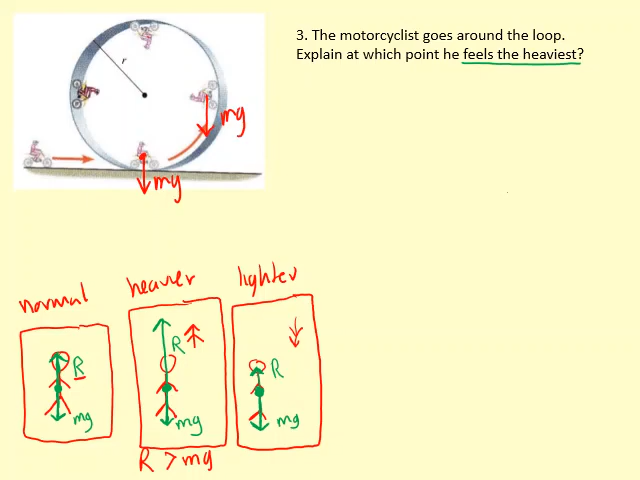 3. The motorcyclist goes around the loop.
Explain at which point he feels the heaviest?
r
mg
mg
normal
heavier
lighter
R
R
R
mg
mg
mg
R > mg